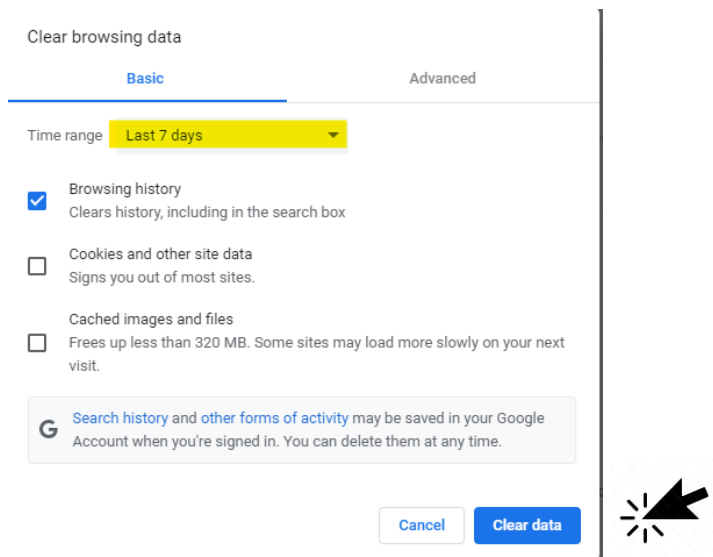 Clear browsing data
Basic
Advanced
Time range
Last 7 days
Browsing history
Clears history, including in the search box
Cookies and other site data
Signs you out of most sites.
Cached images and files
Frees up less than 320 MB. Some sites may load more slowly on your next
visit.
G
Search history and other forms of activity may be saved in your Google
Account when you're signed in. You can delete them at any time.
Cancel
Clear data